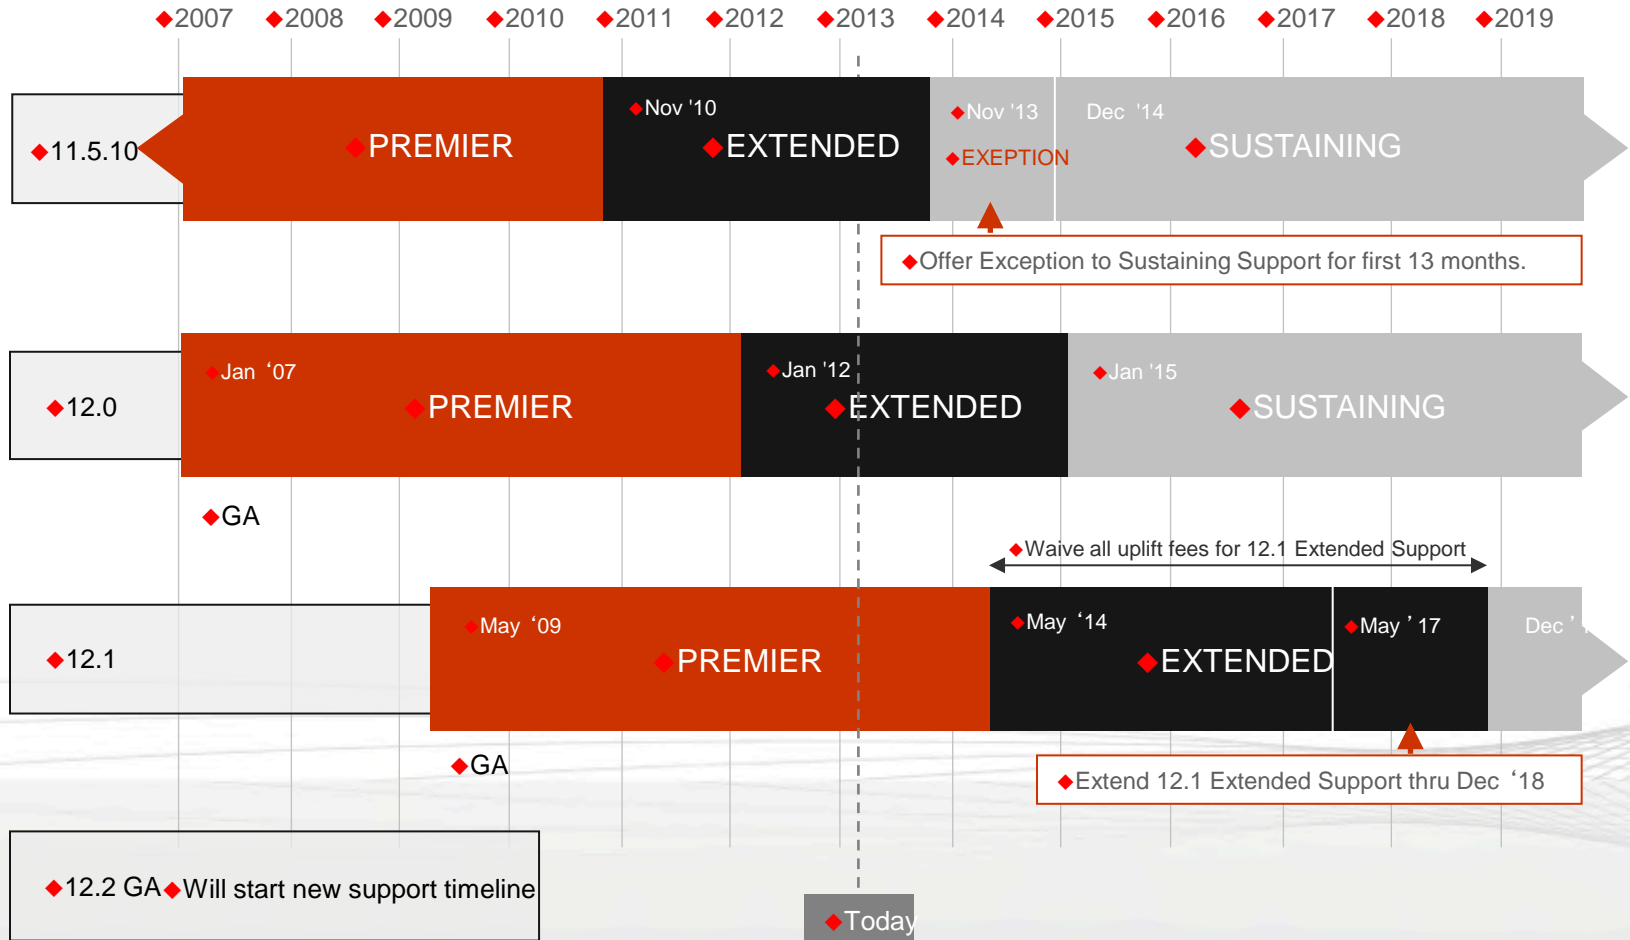 ◆2007 ◆2008 ◆2009 ◆2010 ◆2011 ◆2012 ◆2013 ◆2014 ◆2015 ◆2016 ◆2017 ◆2018 ◆2019
◆11.5.10
◆PREMIER
◆Nov '10
◆EXTENDED
◆Nov '13
◆EXEPTION
Dec '14
◆SUSTAINING
◆Offer Exception to Sustaining Support for first 13 months.
◆12.0
◆Jan ‘07
◆PREMIER
◆Jan '12
◆EXTENDED
◆Jan '15
◆SUSTAINING
◆GA
◆Waive all uplift fees for 12.1 Extended Support
◆12.1
◆May ‘09
◆PREMIER
◆May ‘14
◆EXTENDED
◆May ’ 17
Dec ’
◆GA
◆Extend 12.1 Extended Support thru Dec ‘18
◆12.2 GA ◆Will start new support timeline
◆Today